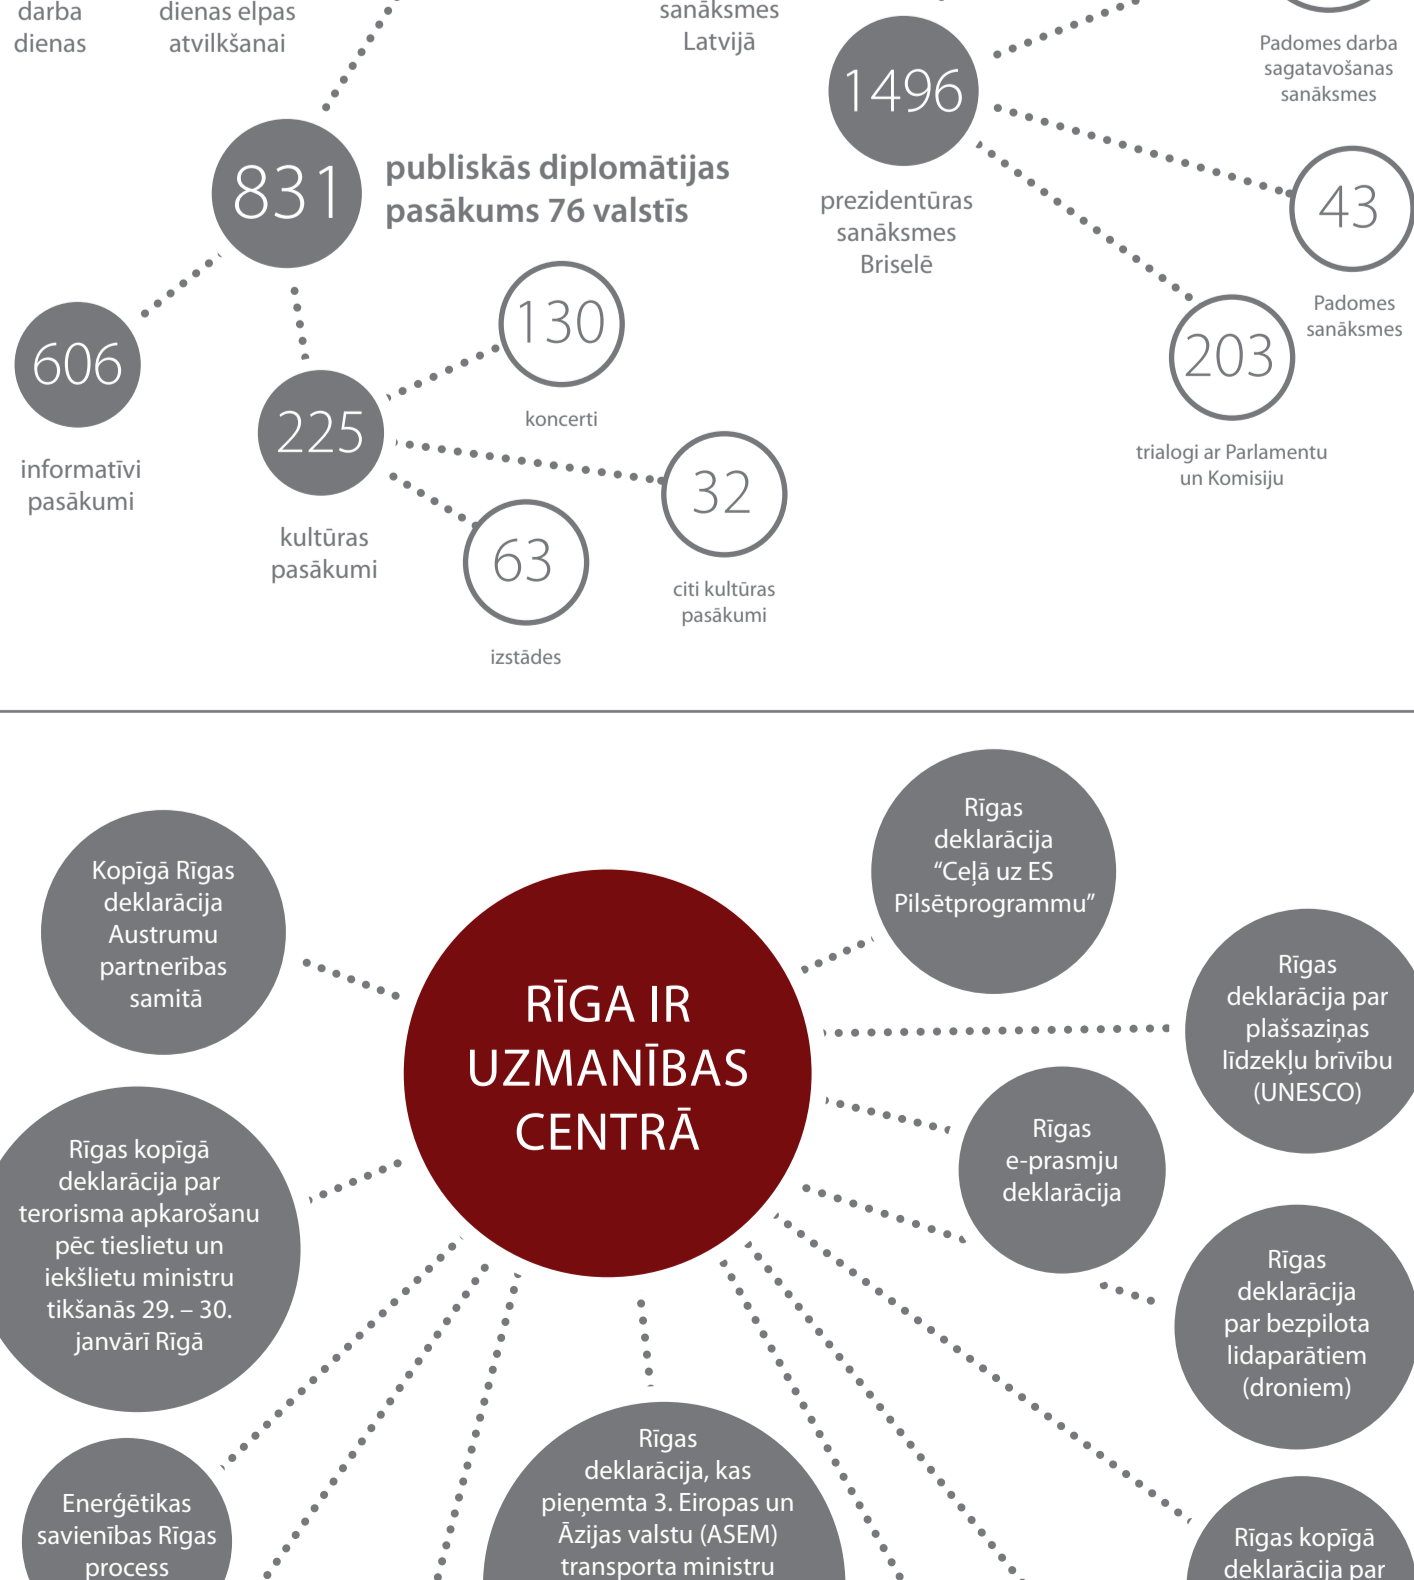 darba
dienas
dienas elpas
atvilkšanai
sanāksmes
Latvijā
1496
prezidentūras
sanāksmes
Briselē
Padomes darba
sagatavošanas
sanāksmes
43
Padomes
sanāksmes
203
trialogi ar Parlamentu
un Komisiju
831
publiskās diplomātijas
pasākums 76 valstīs
606
informatīvi
pasākumi
225
kultūras
pasākumi
130
koncerti
32
citi kultūras
pasākumi
63
izstādes
RĪGA IR
UZMANĪBAS
CENTRĀ
Kopīgā Rīgas
deklarācija
Austrumu
partnerības
samitā
Rīgas
deklarācija
“Ceļā uz ES
Pilsētprogrammu”
Rīgas
deklarācija par
plašsaziņas
līdzekļu brīvību
(UNESCO)
Rīgas
e-prasmju
deklarācija
Rīgas kopīgā
deklarācija par
terorisma apkarošanu
pēc tieslietu un
iekšlietu ministru
tikšanās 29. – 30.
janvārī Rīgā
Rīgas
deklarācija
par bezpilota
lidaparātiem
(droniem)
Enerģētikas
savienības Rīgas
process
Rīgas
deklarācija, kas
pieņemta 3. Eiropas un
Āzijas valstu (ASEM)
transporta ministru
Rīgas kopīgā
deklarācija par